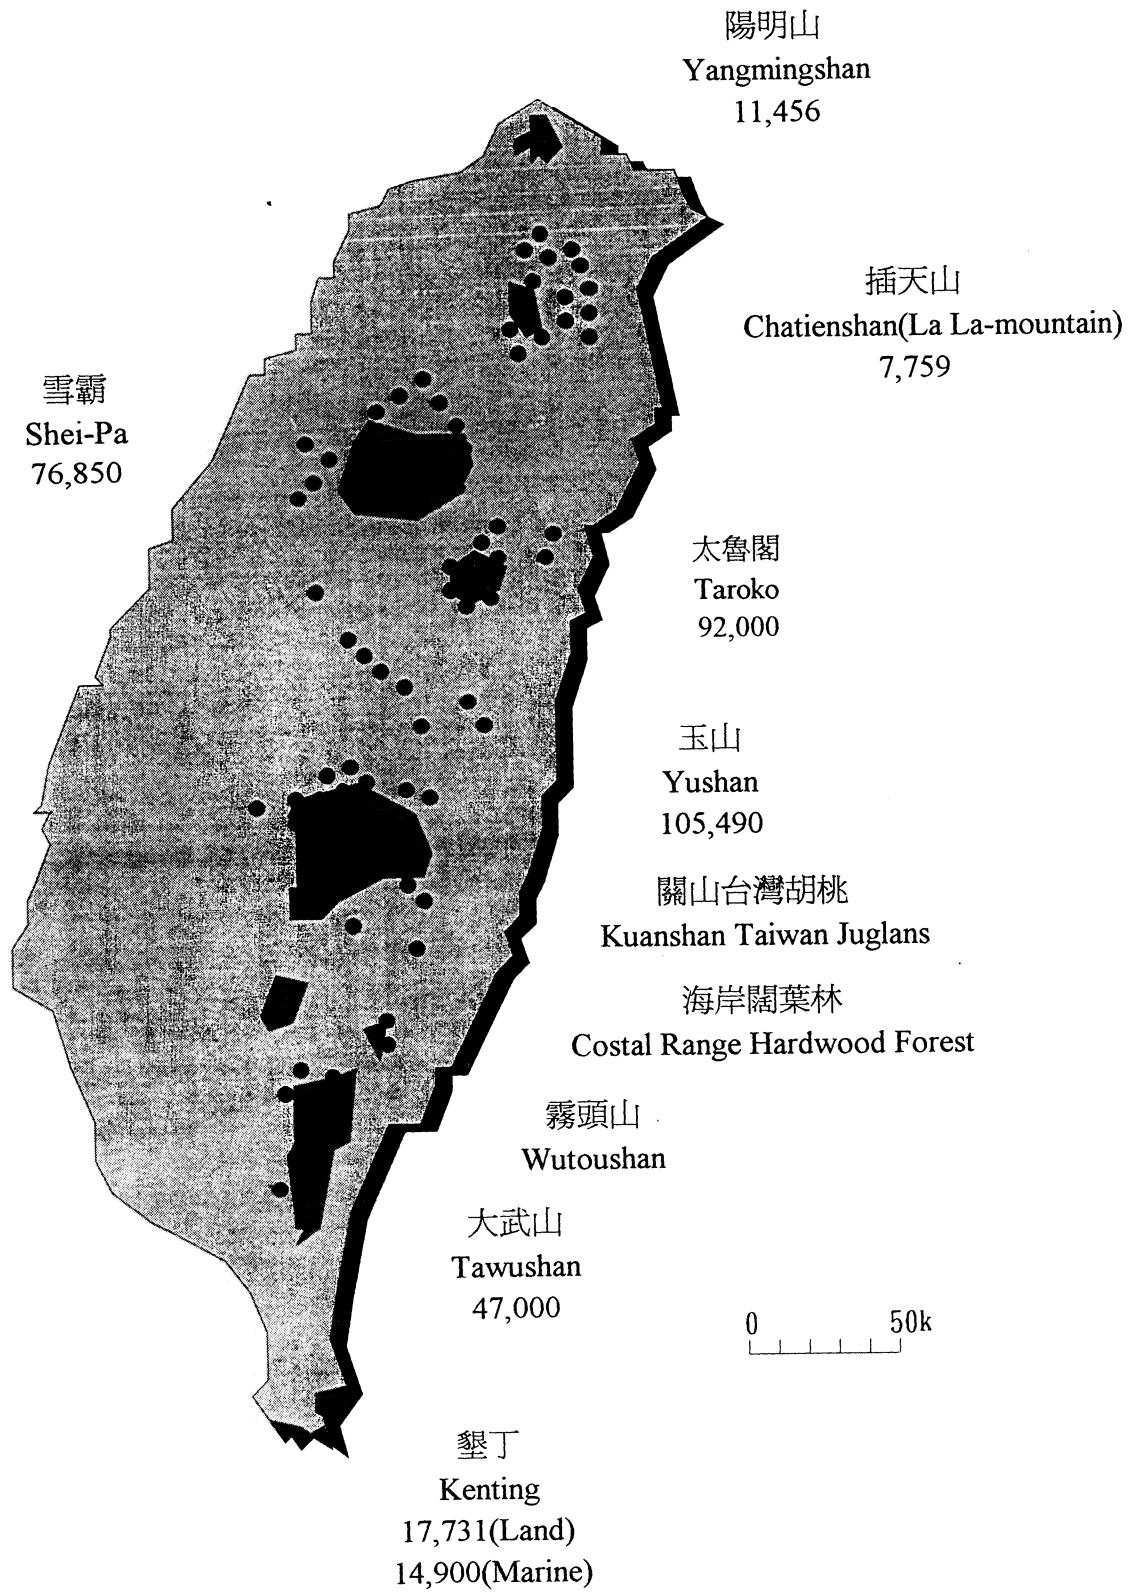 陽明山
Yangmingshan
11,456
插天山
Chatienshan(La La-mountain)
7,759
雪霸
Shei-Pa
76,850
太魯閣
Taroko
92,000
玉山
Yushan
105,490
關山台灣胡桃
Kuanshan Taiwan Juglans
海岸闊葉林
Costal Range Hardwood Forest
霧頭山
Wutoushan
大武山
Tawushan
47,000
0 50k
墾丁
Kenting
17,731(Land)
14,900(Marine)